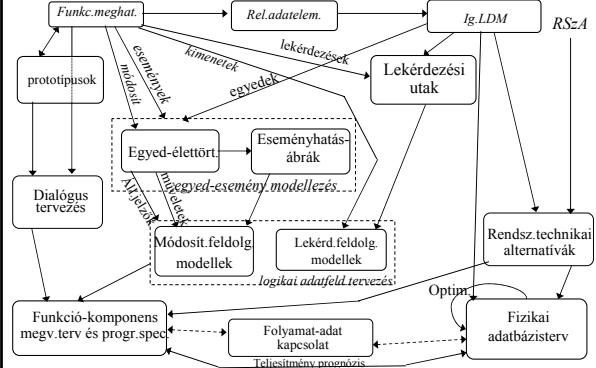 Funkc.meghat.
Rel.adatelem.
Ig.LDM
RSzA
prototípusok
módosít
események
kimenetek
lekérdezések
egyedek
Lekérdezési
utak
Egyed-élettört.
Eseményhatás-
ábrák
egyed-esemény modellezés
Áll.jelzők
műveletek
Dialógus
tervezés
Módosít.feldolg.
modellek
Lekérd.feldolg.
modellek
logikai adatfeld.tervezés
Rendsz.technikai
alternatívák
Optim.
Funkció-komponens
megv.terv és progr.spec.
Folyamat-adat
kapcsolat
Fizikai
adatbázisterv
Teljesítmény prognózis